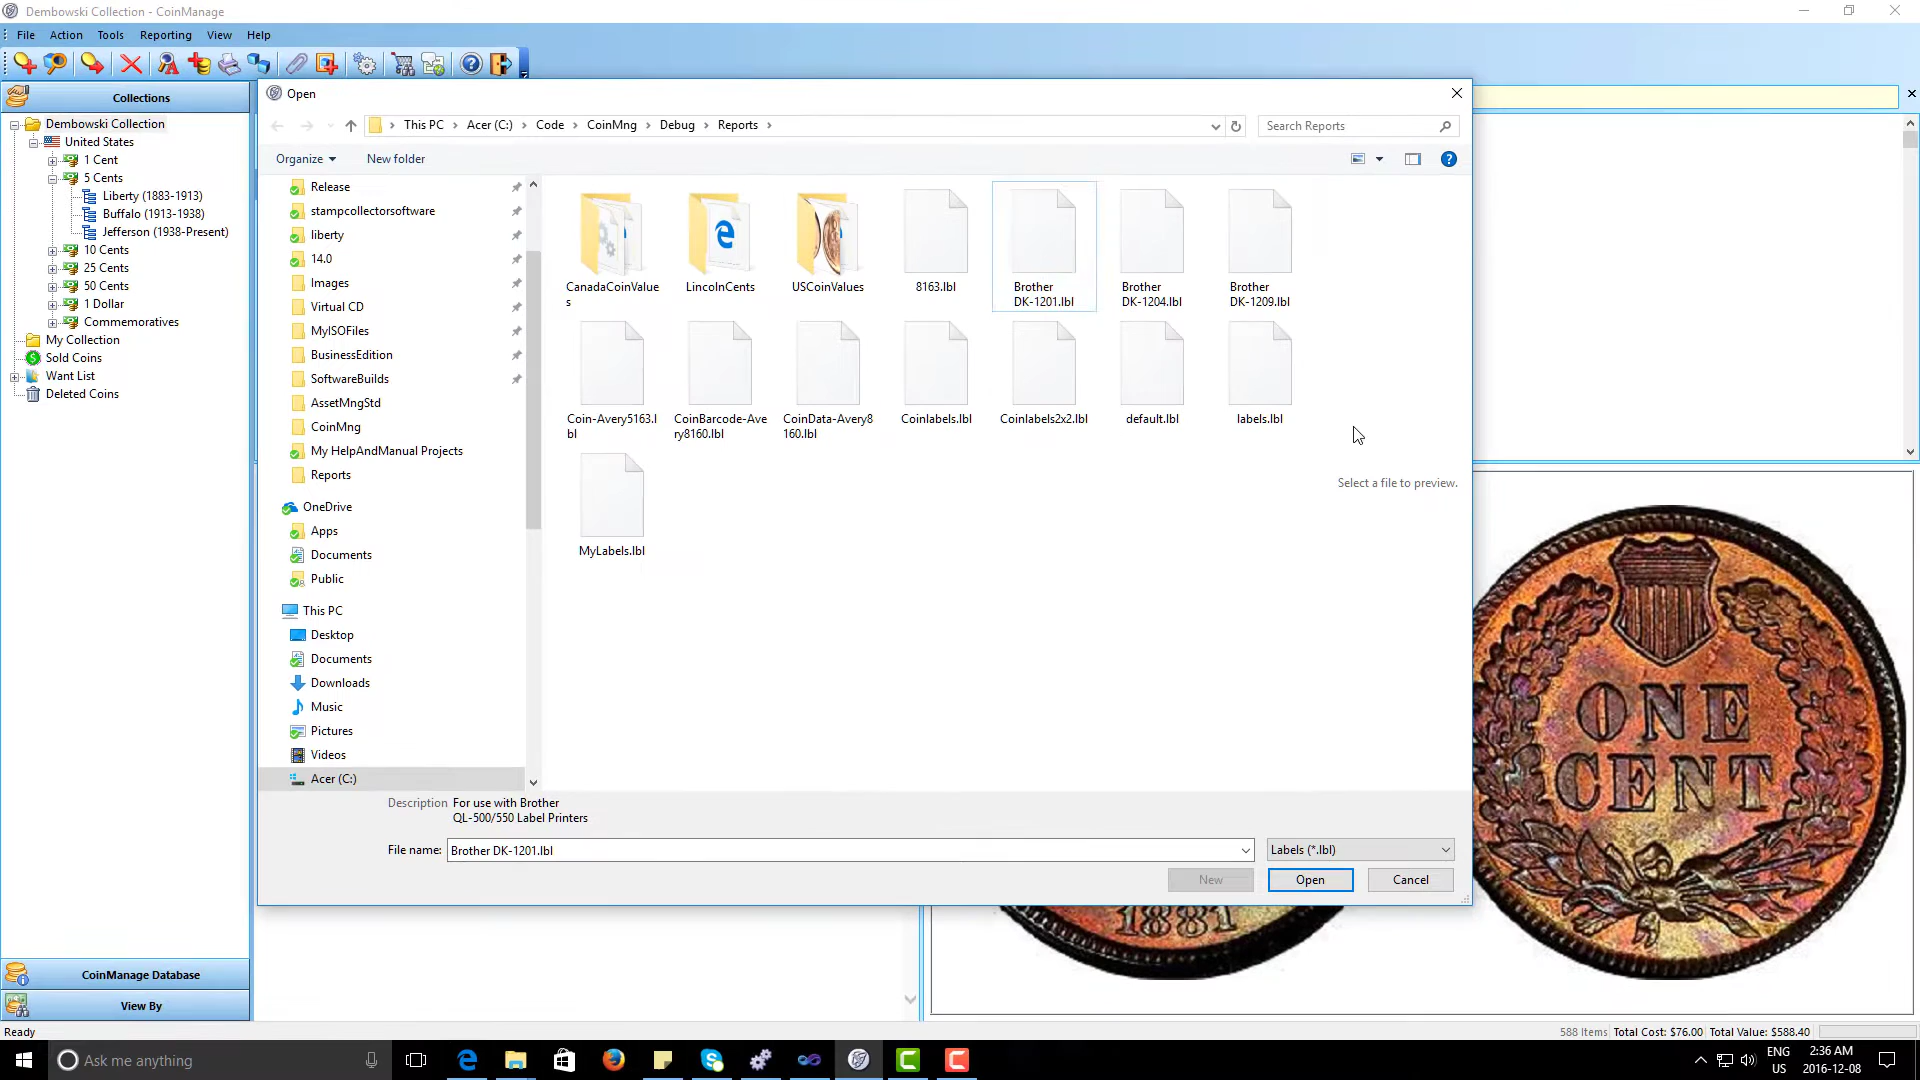 Dembowski Collection - CoinManage
File Action Tools Reporting View Help
Collections
Dembowski Collection
United States
1 Cent
5 Cents
Liberty (1883-1913)
Buffalo (1913-1938)
Jefferson (1938-Present)
10 Cents
25 Cents
50 Cents
1 Dollar
Commemoratives
My Collection
Sold Coins
Want List
Deleted Coins
CoinManage Database
View By
Ready
Open
This PC > Acer (C:) > Code > CoinMng > Debug > Reports >
Search Reports
Organize New folder
Release
stampcollectorsoftware
liberty
14.0
Images
Virtual CD
MyISOFiles
BusinessEdition
SoftwareBuilds
AssetMngStd
CoinMng
My HelpAndManual Projects
Reports
OneDrive
Apps
Documents
Public
This PC
Desktop
Documents
Downloads
Music
Pictures
Videos
Acer (C:)
CanadaCoinValue
s
LincolnCents
USCoinValues
8163.lbl
Brother
DK-1201.lbl
Brother
DK-1204.lbl
Brother
DK-1209.lbl
Coin-Avery5163.l
bl
CoinBarcode-Ave
ry8160.lbl
CoinData-Avery8
160.lbl
Coinlabels.lbl
Coinlabels2x2.lbl
default.lbl
labels.lbl
MyLabels.lbl
Select a file to preview.
Description For use with Brother
QL-500/550 Label Printers
File name: Brother DK-1201.lbl
Labels (*.lbl)
New Open Cancel
ONE
CENT
1881
588 Items Total Cost: $76.00 Total Value: $588.40
Ask me anything
ENG
US
2:36 AM
2016-12-08